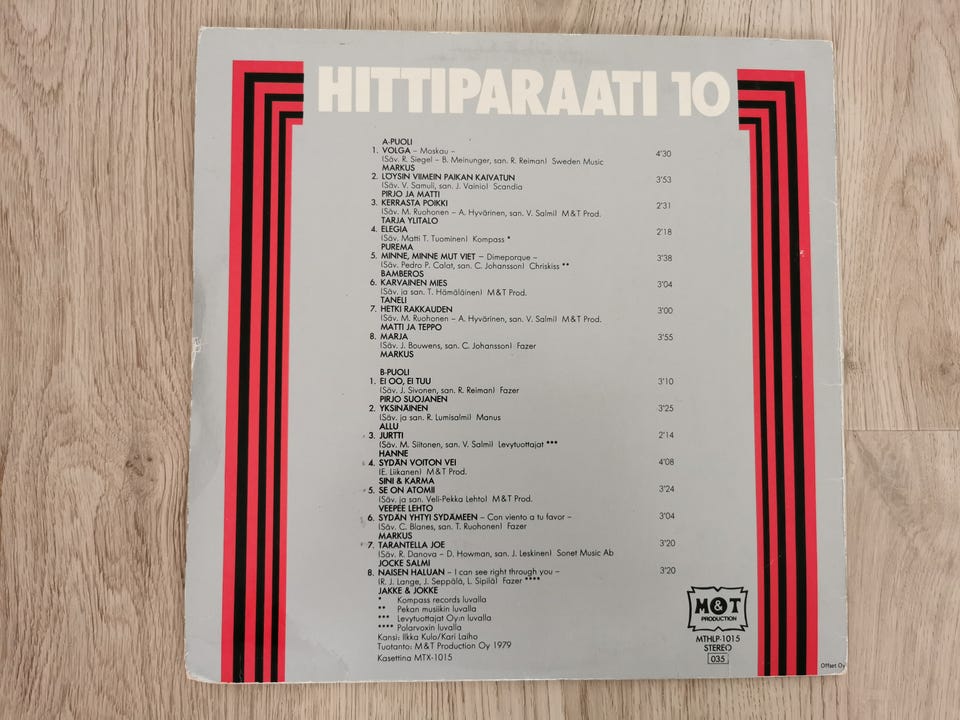 HITTIPARAATI 10
A-PUOLI
1. VOLGA – Moskau – 4'30
(Säv. R. Siegel – B. Meinunger, san. R. Reiman) Sweden Music
MARKUS
2. LÖYSIN VIIMEIN PAIKAN KAIVATUN 3'53
(Säv. V. Samuli, san. J. Vainio) Scandia
PIRJO JA MATTI
3. KERRASTA POIKKI 2'31
(Säv. M. Ruohonen – A. Hyvärinen, san. V. Salmi) M&T Prod.
TARJA YLITALO
4. ELEGIA 2'18
(Säv. Matti T. Tuominen) Kompass *
PUREMA
5. MINNE, MINNE MUT VIET – Dimeporque – 3'38
(Säv. Pedro P. Calat, san. C. Johansson) Chriskiss **
BAMBEROS
6. KARVAINEN MIES 3'04
(Säv. ja san. T. Hämäläinen) M&T Prod.
TANELI
7. HETKI RAKKAUDEN 3'00
(Säv. M. Ruohonen – A. Hyvärinen, san. V. Salmi) M&T Prod.
MATTI JA TEPPO
8. MARJA 3'55
(Säv. J. Bouwens, san. C. Johansson) Fazer
MARKUS
B-PUOLI
1. EI OO, EI TUU 3'10
(Säv. J. Sivonen, san. R. Reiman) Fazer
PIRJO SUOJANEN
2. YKSINÄINEN 3'25
(Säv. ja san. R. Lumisalmi) Manus
ALLU
3. JURTTI 2'14
(Säv. M. Siitonen, san. V. Salmi) Levytuottajat ***
HANNE
4. SYDÄN VOITON VEI 4'08
(E. Liikanen) M&T Prod.
SINI & KARMA
5. SE ON ATOMII 3'24
(Säv. ja san. Veli-Pekka Lehto) M&T Prod.
VEEPEE LEHTO
6. SYDÄN YHTYI SYDÄMEEN – Con viento a tu favor – 3'04
(Säv. C. Blanes, san. T. Ruohonen) Fazer
MARKUS
7. TARANTELLA JOE 3'20
(Säv. R. Danova – D. Howman, san. J. Leskinen) Sonet Music Ab
JOCKE SALMI
8. NAISEN HALUAN – I can see right through you – 3'20
(R. J. Lange, J. Seppälä, L. Sipilä) Fazer ****
JAKKE & JOKKE
* Kompass records luvalla
** Pekan musiikin luvalla
*** Levytuottajat Oy:n luvalla
**** Polarvoxin luvalla
Kansi: Ilkka Kulo/Kari Laiho
Tuotanto: M&T Production Oy 1979
Kasettina MTX-1015
M&T
PRODUCTION
MTHLP-1015
STEREO
035
Offset Oy